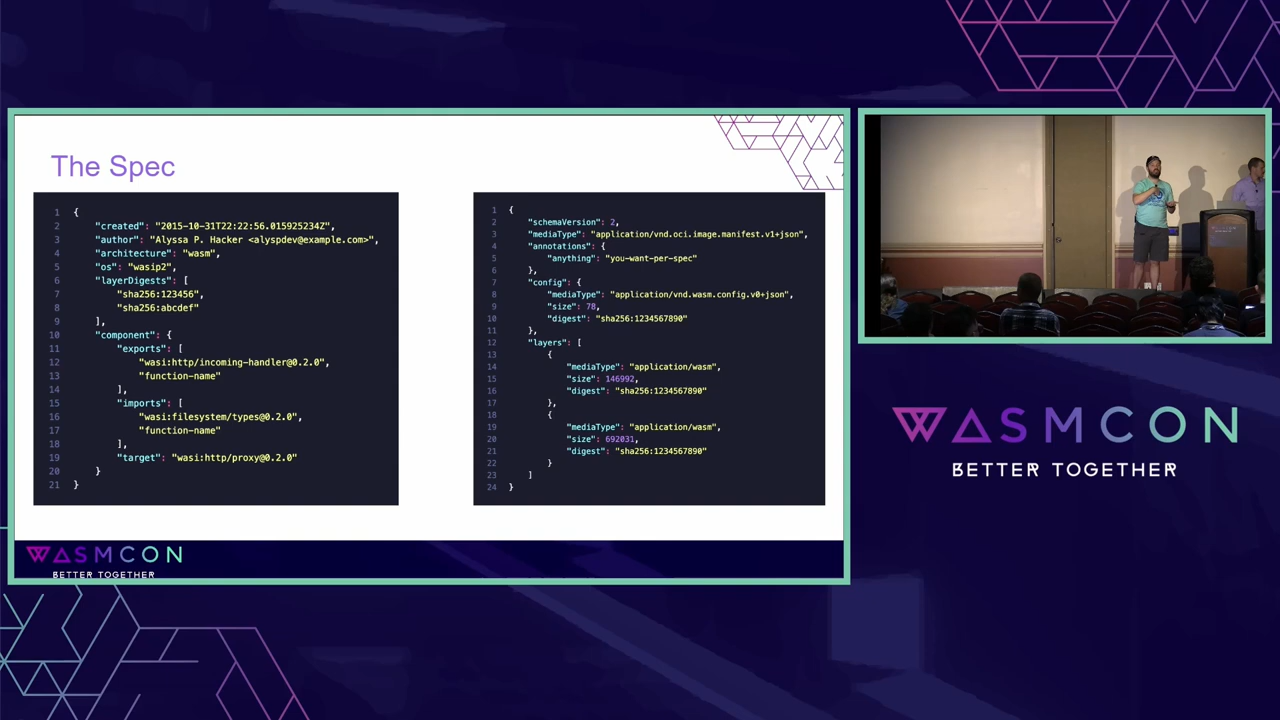 The Spec
1 {
2 "created": "2015-10-31T22:22:56.015925234Z",
3 "author": "Alyssa P. Hacker <alyspdev@example.com>",
4 "architecture": "wasm",
5 "os": "wasip2",
6 "layerDigests": [
7 "sha256:123456",
8 "sha256:abcdef"
9 ],
10 "component": {
11 "exports": [
12 "wasi:http/incoming-handler@0.2.0",
13 "function-name"
14 ],
15 "imports": [
16 "wasi:filesystem/types@0.2.0",
17 "function-name"
18 ],
19 "target": "wasi:http/proxy@0.2.0"
20 }
21 }
1 {
2 "schemaVersion": 2,
3 "mediaType": "application/vnd.oci.image.manifest.v1+json",
4 "annotations": {
5 "anything": "you-want-per-spec"
6 },
7 "config": {
8 "mediaType": "application/vnd.wasm.config.v0+json",
9 "size": 78,
10 "digest": "sha256:1234567890"
11 },
12 "layers": [
13 {
14 "mediaType": "application/wasm",
15 "size": 146992,
16 "digest": "sha256:1234567890"
17 },
18 {
19 "mediaType": "application/wasm",
20 "size": 692031,
21 "digest": "sha256:1234567890"
22 }
23 ]
24 }
WASMCON
BETTER TOGETHER
WASMCON
BETTER TOGETHER